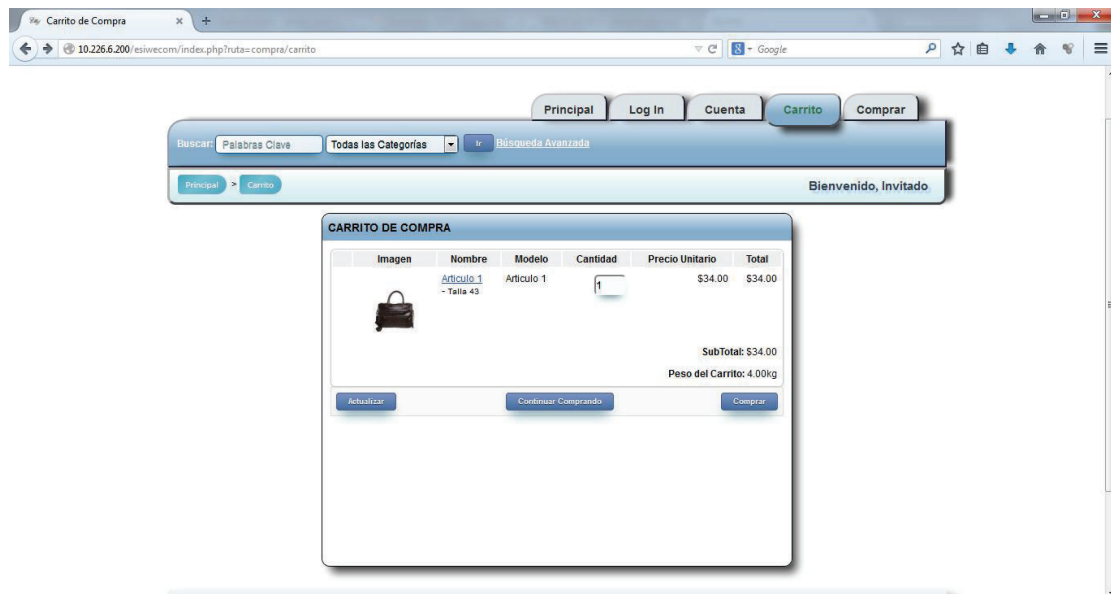 Carrito de Compra
10.226.6.200/esiwecom/index.php?ruta=compra/carrito
Google
Principal Log In Cuenta Carrito Comprar
Buscar: Palabras Clave Todas las Categorías Ir Búsqueda Avanzada
Principal > Carrito Bienvenido, Invitado
CARRITO DE COMPRA
Imagen Nombre Modelo Cantidad Precio Unitario Total
Articulo 1 Articulo 1 1 $34.00 $34.00
- Talla 43
SubTotal: $34.00
Peso del Carrito: 4.00kg
Actualizar Continuar Comprando Comprar